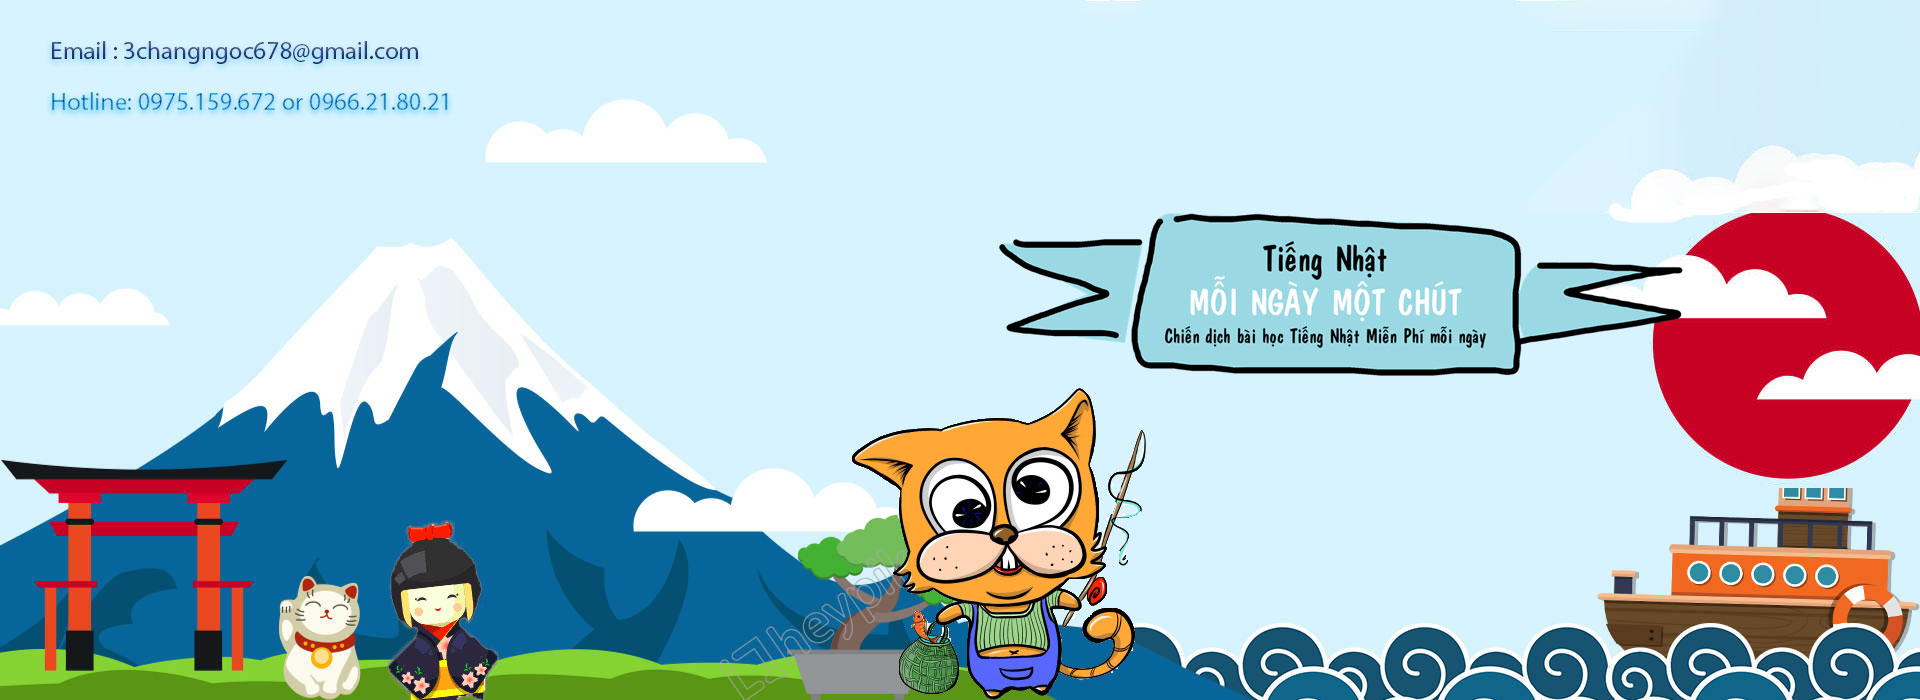 Email : 3changngoc678@gmail.com
Hotline: 0975.159.672 or 0966.21.80.21
Tiếng Nhật
MỖI NGÀY MỘT CHÚT
Chiến dịch bài học Tiếng Nhật Miễn Phí mỗi ngày